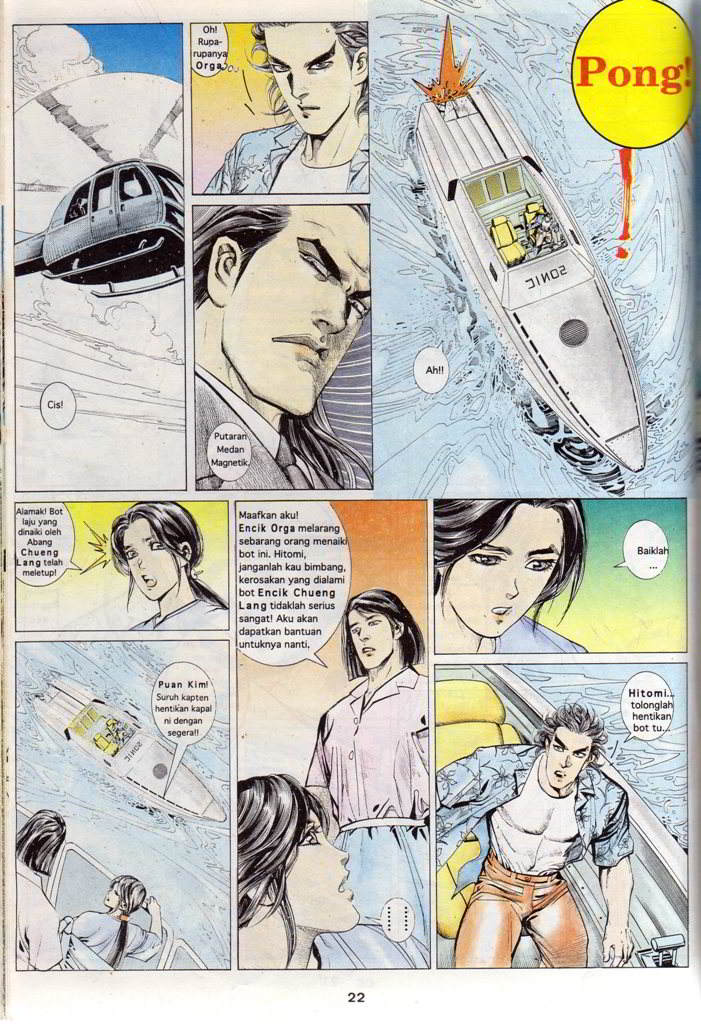 Oh!
Rupa-
rupanya
Orga...
Pong!
Cis!
Putaran
Medan
Magnetik.
Ah!!
SONIC
Alamak! Bot
laju yang
dinaiki oleh
Abang
Chueng
Lang telah
meletup!
Maafkan aku!
Encik Orga melarang
sebarang orang menaiki
bot ini. Hitomi,
janganlah kau bimbang,
kerosakan yang dialami
bot Encik Chueng
Lang tidaklah serius
sangat! Aku akan
dapatkan bantuan
untuknya nanti.
Baiklah
...
Puan Kim!
Suruh kapten
hentikan kapal
ni dengan
segera!!
SONIC
Hitomi...
tolonglah
hentikan
bot tu...
......
22